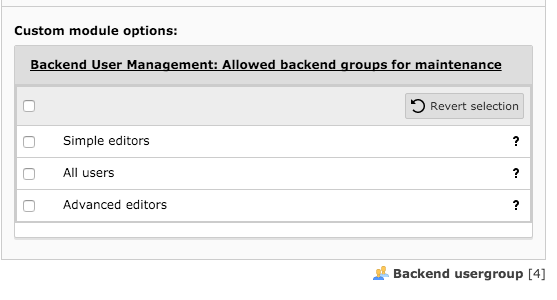 Custom module options:
Backend User Management: Allowed backend groups for maintenance
Revert selection
Simple editors ?
All users ?
Advanced editors ?
Backend usergroup [4]